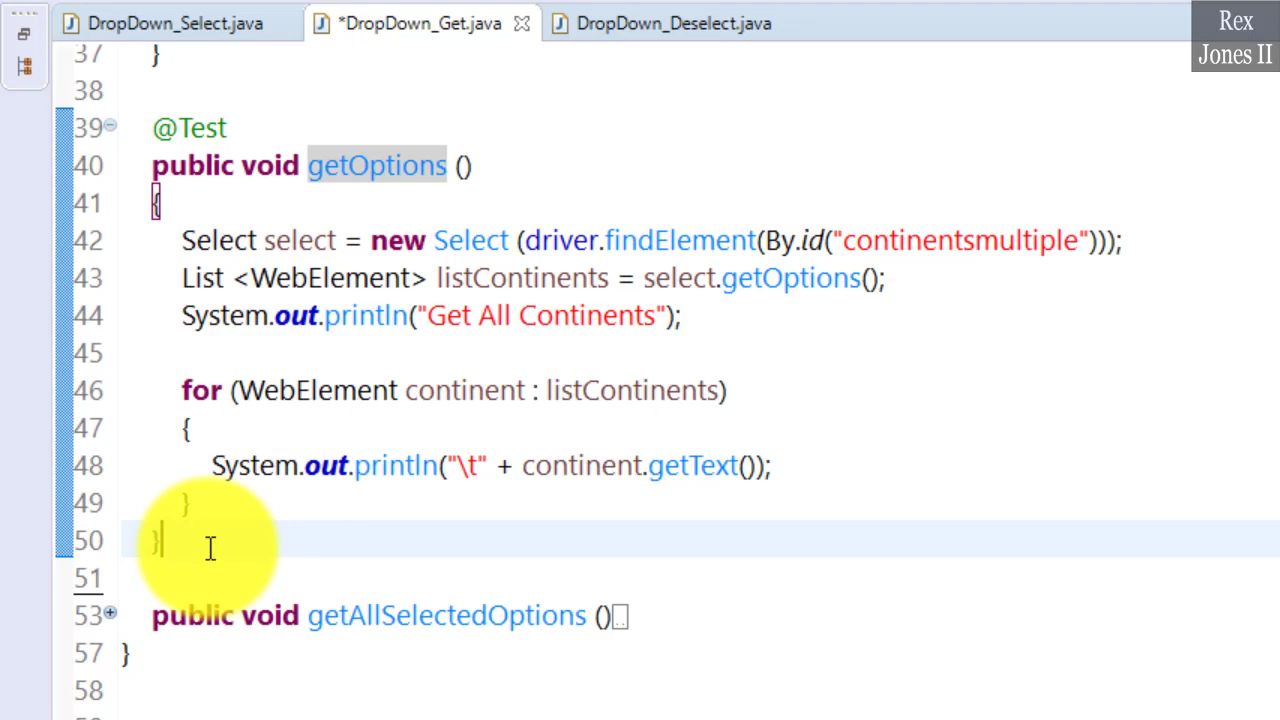 DropDown_Select.java *DropDown_Get.java DropDown_Deselect.java
Rex
Jones II
37 }
38
39 @Test
40 public void getOptions ()
41 {
42 Select select = new Select (driver.findElement(By.id("continentsmultiple")));
43 List <WebElement> listContinents = select.getOptions();
44 System.out.println("Get All Continents");
45
46 for (WebElement continent : listContinents)
47 {
48 System.out.println("\t" + continent.getText());
49 }
50 }
51
53 public void getAllSelectedOptions ()
57 }
58